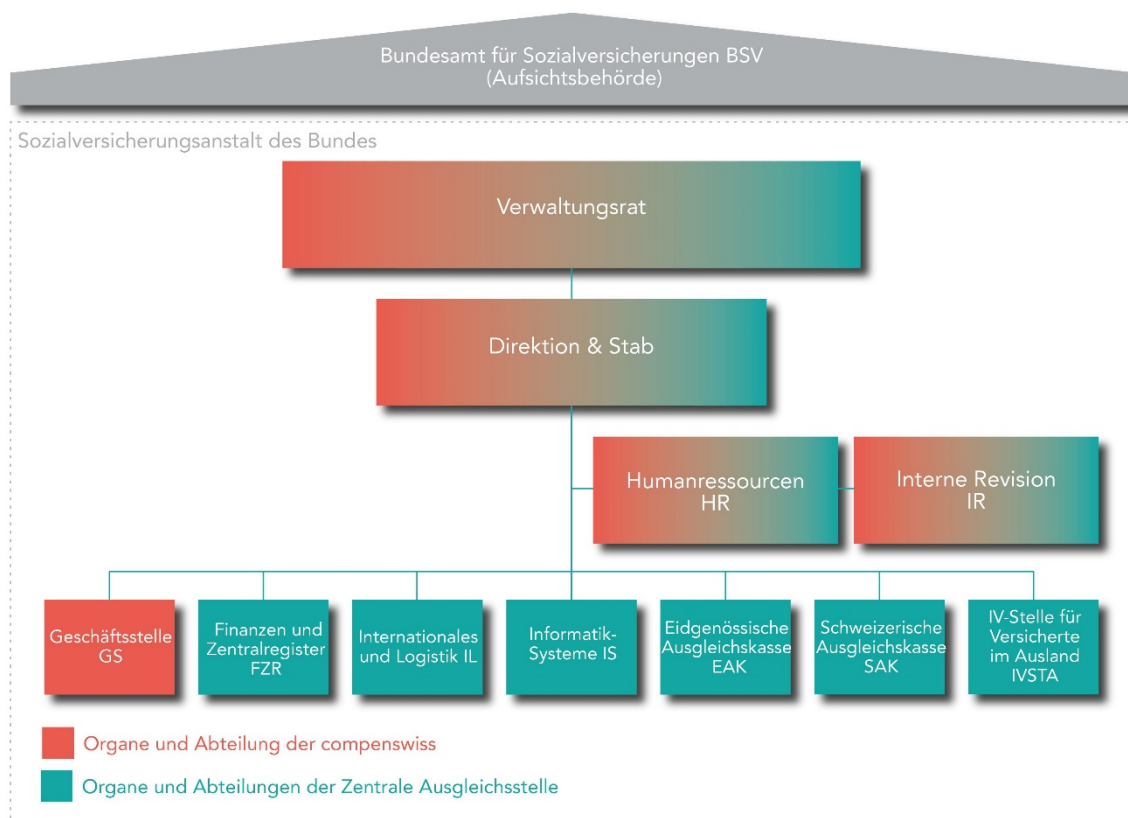 Bundesamt für Sozialversicherungen BSV
(Aufsichtsbehörde)
Sozialversicherungsanstalt des Bundes
Verwaltungsrat
Direktion & Stab
Humanressourcen
HR
Interne Revision
IR
Geschäftsstelle
GS
Finanzen und
Zentralregister
FZR
Internationales
und Logistik IL
Informatik-
Systeme IS
Eidgenössische
Ausgleichskasse
EAK
Schweizerische
Ausgleichskasse
SAK
IV-Stelle für
Versicherte
im Ausland
IVSTA
Organe und Abteilung der compenswiss
Organe und Abteilungen der Zentrale Ausgleichsstelle